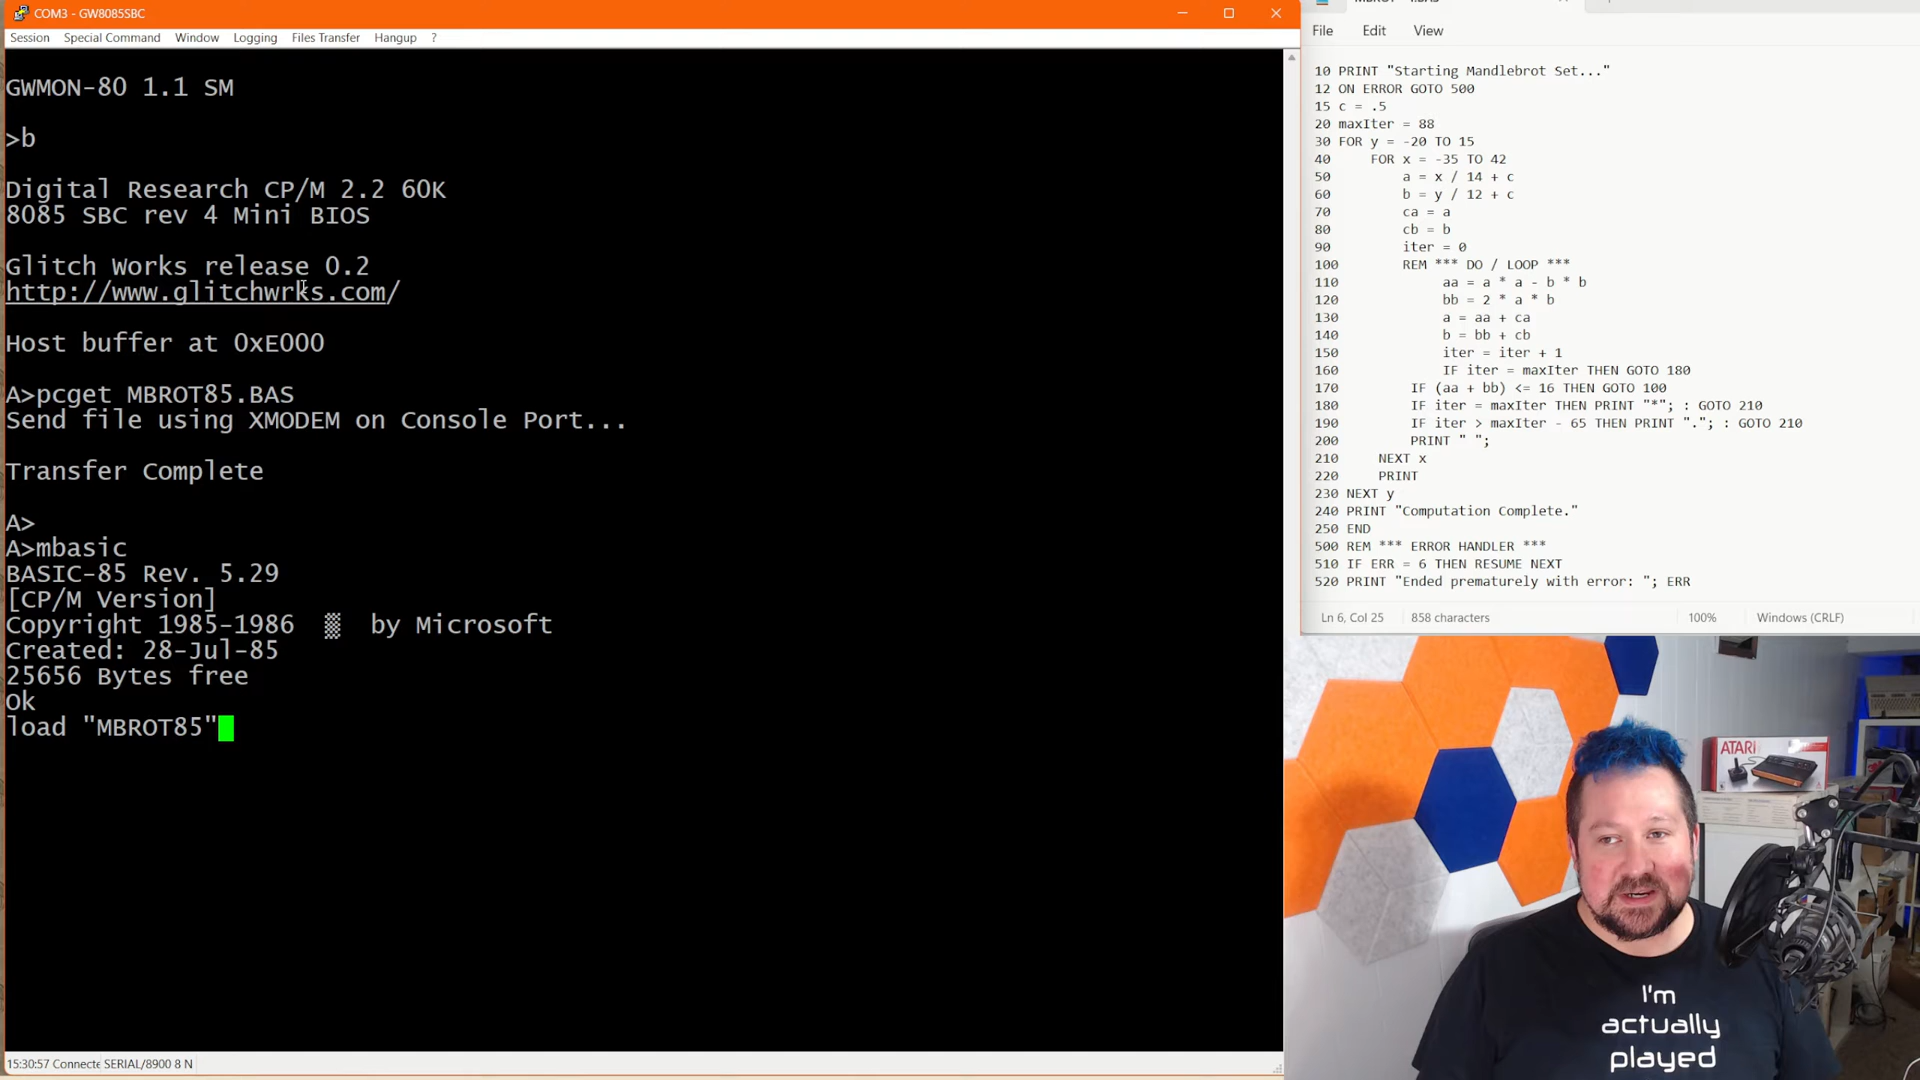 COM3 - GW8085SBC
Session Special Command Window Logging Files Transfer Hangup ?
GWMON-80 1.1 SM
>b
Digital Research CP/M 2.2 60K
8085 SBC rev 4 Mini BIOS
Glitch Works release 0.2
http://www.glitchwrks.com/
Host buffer at 0xE000
A>pcget MBROT85.BAS
Send file using XMODEM on Console Port...
Transfer Complete
A>
A>mbasic
BASIC-85 Rev. 5.29
[CP/M Version]
Copyright 1985-1986 ▒ by Microsoft
Created: 28-Jul-85
25656 Bytes free
Ok
load "MBROT85"
15:30:57 Connecte SERIAL/8900 8 N
File Edit View
10 PRINT "Starting Mandlebrot Set..."
12 ON ERROR GOTO 500
15 c = .5
20 maxIter = 88
30 FOR y = -20 TO 15
40 FOR x = -35 TO 42
50 a = x / 14 + c
60 b = y / 12 + c
70 ca = a
80 cb = b
90 iter = 0
100 REM *** DO / LOOP ***
110 aa = a * a - b * b
120 bb = 2 * a * b
130 a = aa + ca
140 b = bb + cb
150 iter = iter + 1
160 IF iter = maxIter THEN GOTO 180
170 IF (aa + bb) <= 16 THEN GOTO 100
180 IF iter = maxIter THEN PRINT "*"; : GOTO 210
190 IF iter > maxIter - 65 THEN PRINT "."; : GOTO 210
200 PRINT " ";
210 NEXT x
220 PRINT
230 NEXT y
240 PRINT "Computation Complete."
250 END
500 REM *** ERROR HANDLER ***
510 IF ERR = 6 THEN RESUME NEXT
520 PRINT "Ended prematurely with error: "; ERR
Ln 6, Col 25 858 characters 100% Windows (CRLF)
ATARI
I'm
actually
played